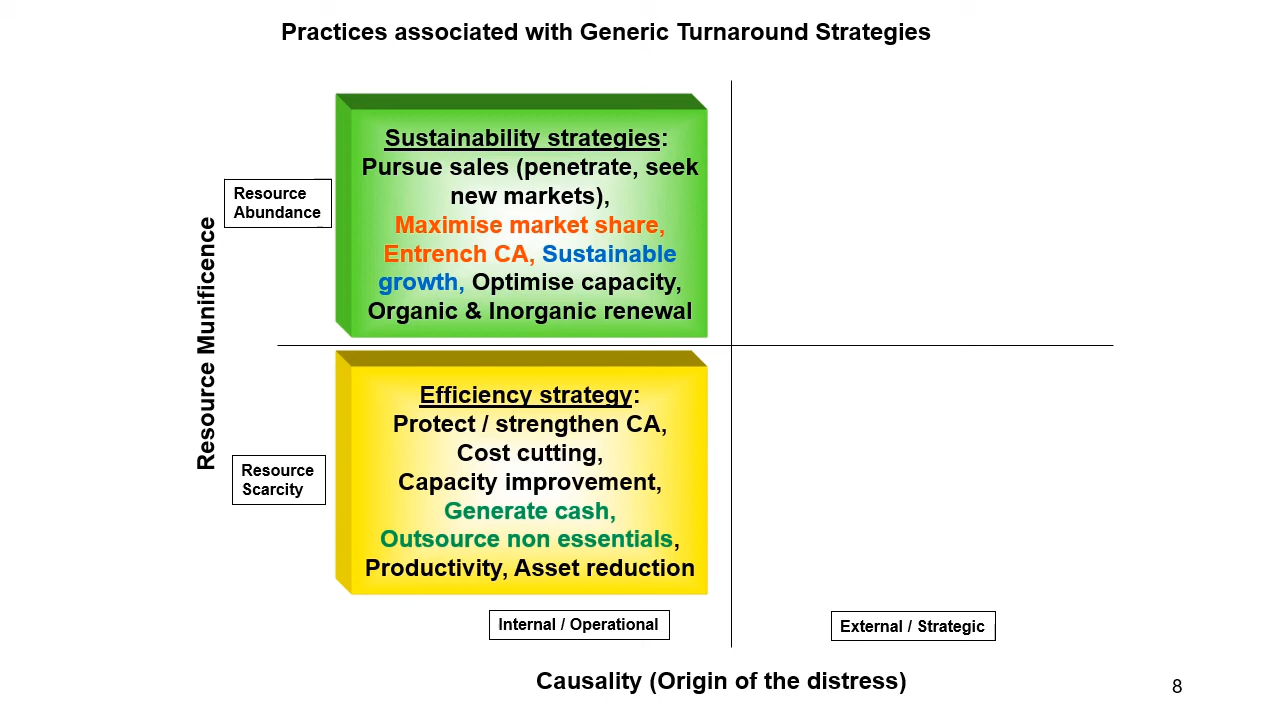 Practices associated with Generic Turnaround Strategies
Sustainability strategies:
Pursue sales (penetrate, seek
new markets),
Maximise market share,
Entrench CA, Sustainable
growth, Optimise capacity,
Organic & Inorganic renewal
Resource
Abundance
Resource Munificence
Efficiency strategy:
Protect / strengthen CA,
Cost cutting,
Capacity improvement,
Generate cash,
Outsource non essentials,
Productivity, Asset reduction
Resource
Scarcity
Internal / Operational
External / Strategic
Causality (Origin of the distress)
8